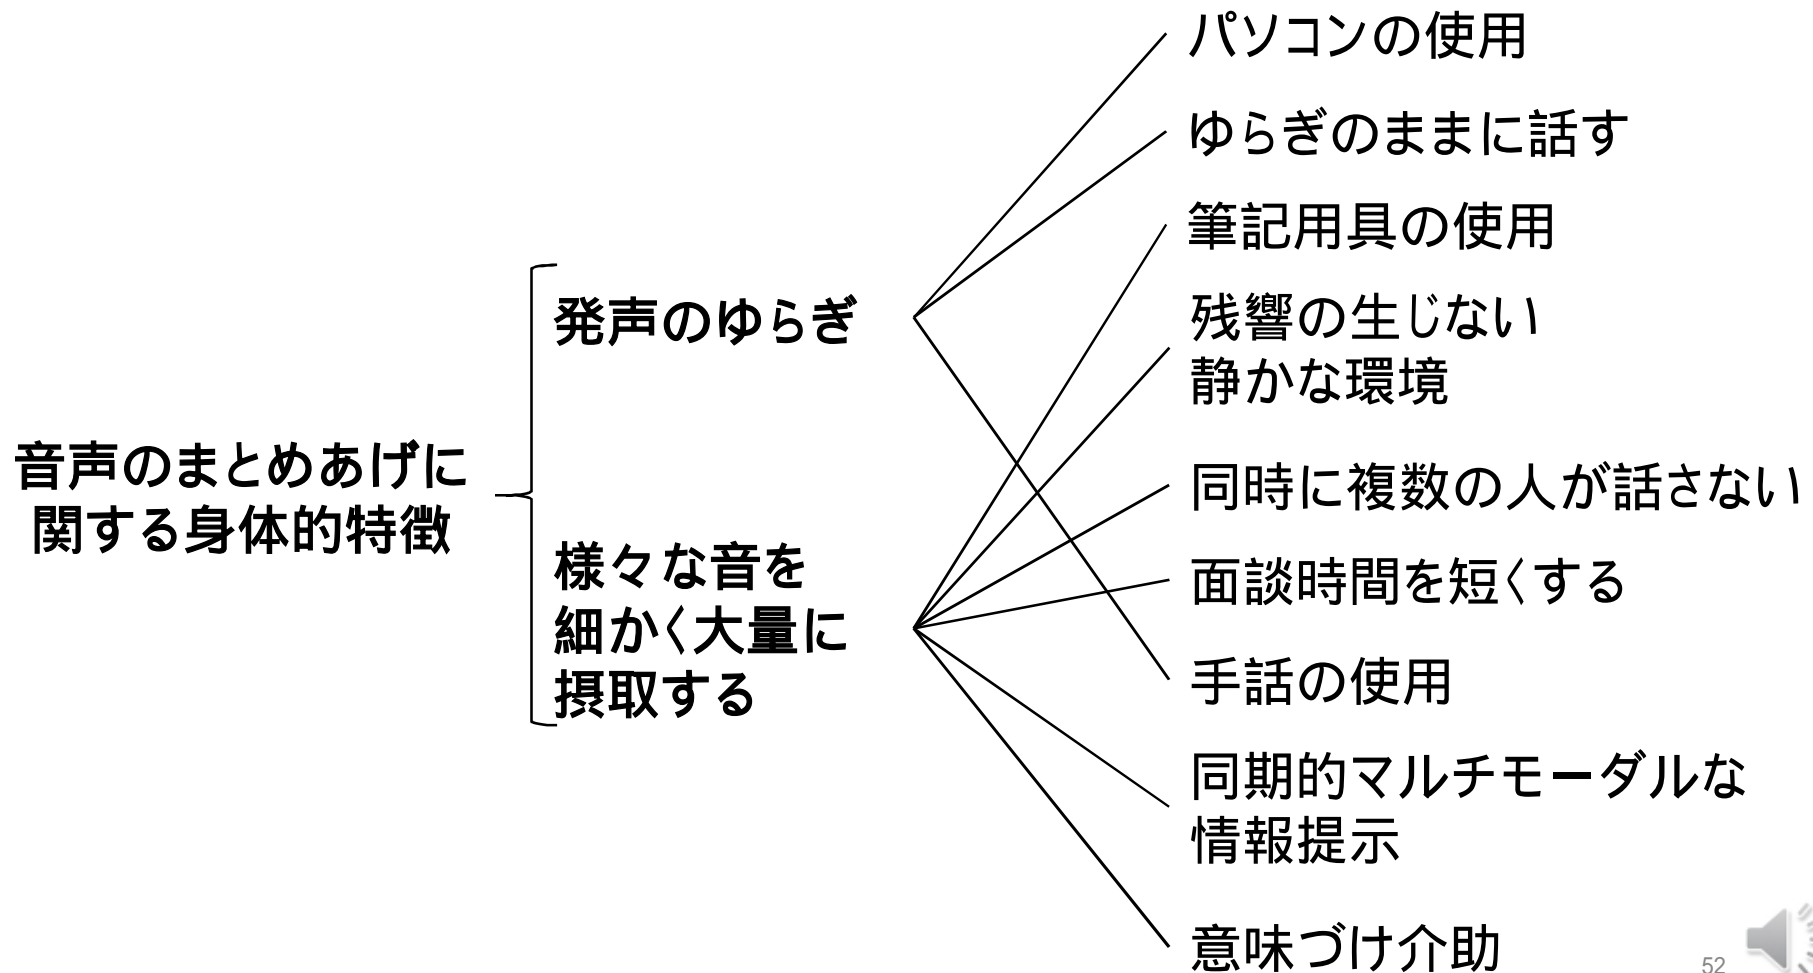 音声のまとめあげに
関する身体的特徴
発声のゆらぎ
様々な音を
細かく大量に
摂取する
パソコンの使用
ゆらぎのままに話す
筆記用具の使用
残響の生じない
静かな環境
同時に複数の人が話さない
面談時間を短くする
手話の使用
同期的マルチモーダルな
情報提示
意味づけ介助
52